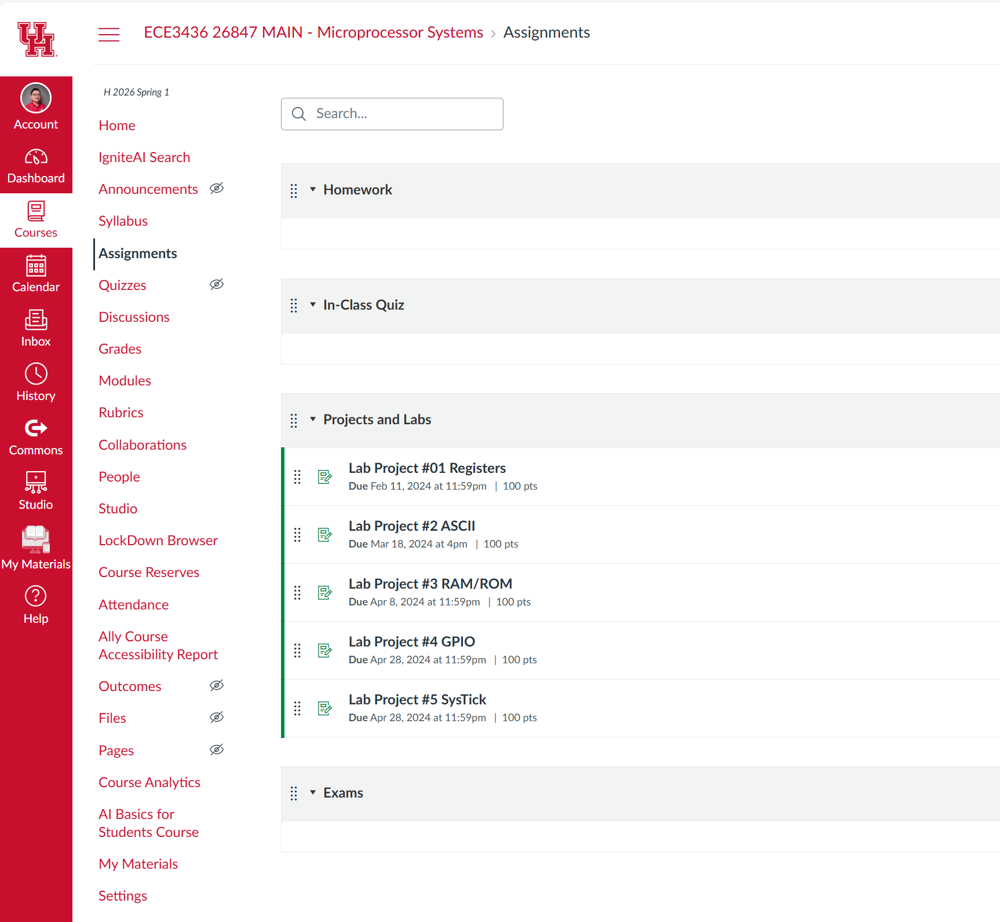 UH
ECE3436 26847 MAIN - Microprocessor Systems > Assignments
Account
Dashboard
Courses
Calendar
Inbox
History
Commons
Studio
My Materials
Help
H 2026 Spring 1
Home
IgniteAI Search
Announcements
Syllabus
Assignments
Quizzes
Discussions
Grades
Modules
Rubrics
Collaborations
People
Studio
LockDown Browser
Course Reserves
Attendance
Ally Course
Accessibility Report
Outcomes
Files
Pages
Course Analytics
AI Basics for
Students Course
My Materials
Settings
Search...
Homework
In-Class Quiz
Projects and Labs
Lab Project #01 Registers
Due Feb 11, 2024 at 11:59pm | 100 pts
Lab Project #2 ASCII
Due Mar 18, 2024 at 4pm | 100 pts
Lab Project #3 RAM/ROM
Due Apr 8, 2024 at 11:59pm | 100 pts
Lab Project #4 GPIO
Due Apr 28, 2024 at 11:59pm | 100 pts
Lab Project #5 SysTick
Due Apr 28, 2024 at 11:59pm | 100 pts
Exams